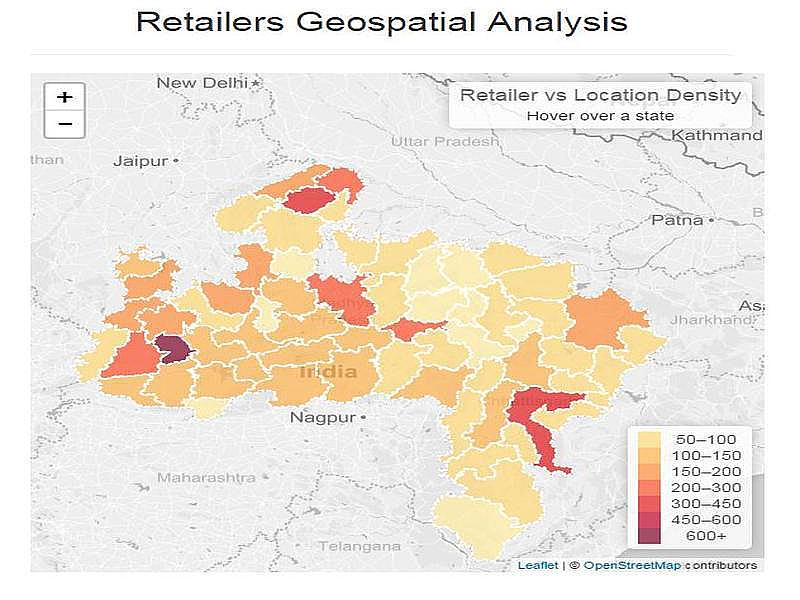 Retailers Geospatial Analysis
+
−
New Delhi
Retailer vs Location Density
Hover over a state
Nepal
Kathmand
than
Jaipur
Uttar Pradesh
Patna
B
Asa
Jharkhand
India
Nagpur
Maharashtra
Telangana
50–100
100–150
150–200
200–300
300–450
450–600
600+
Leaflet | © OpenStreetMap contributors